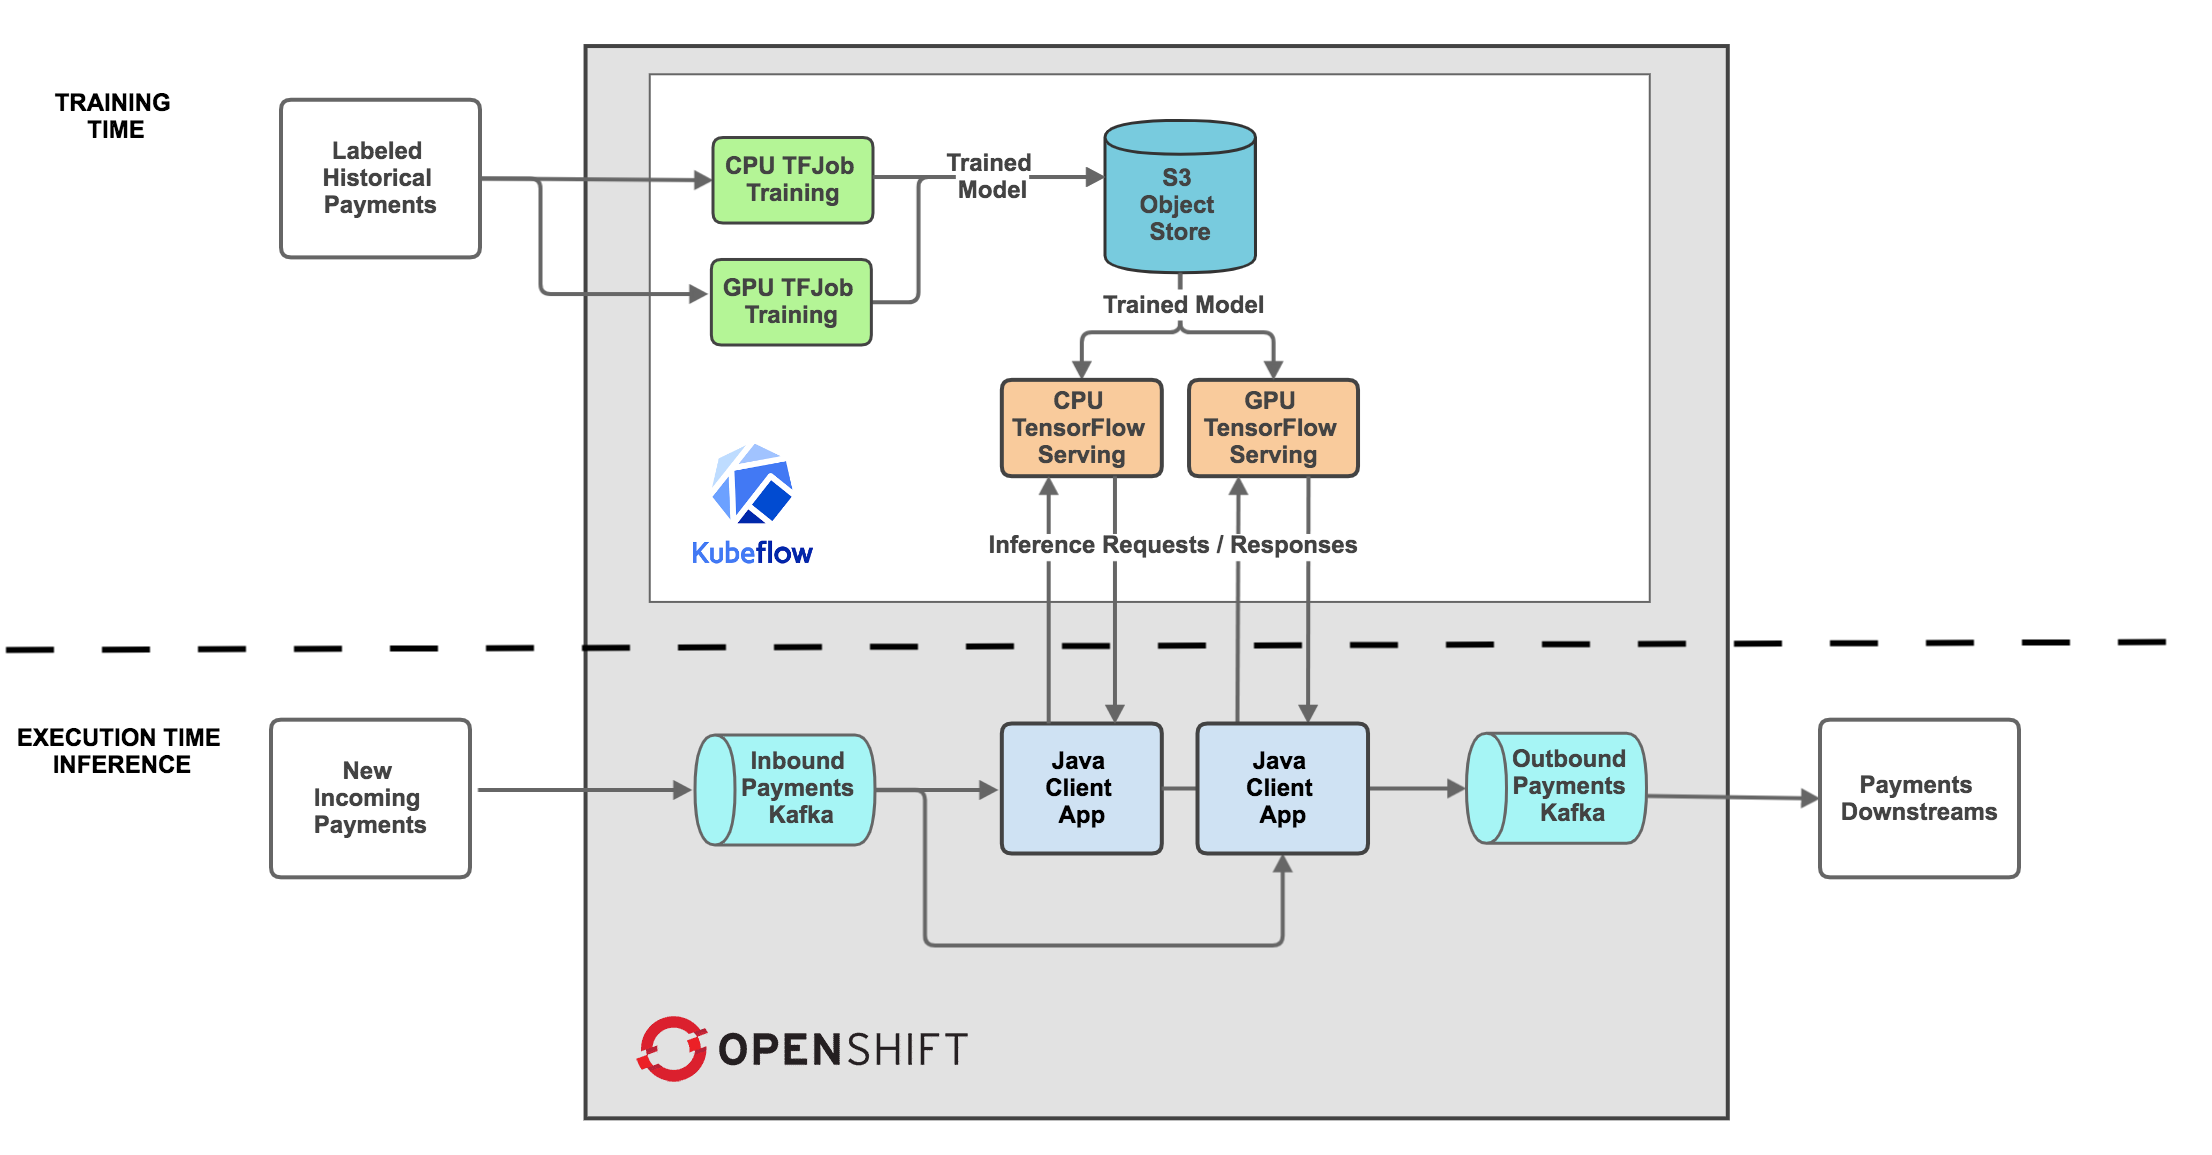 TRAINING
TIME
Labeled
Historical
Payments
CPU TFJob
Training
GPU TFJob
Training
Trained
Model
S3
Object
Store
Trained Model
CPU
TensorFlow
Serving
GPU
TensorFlow
Serving
Kubeflow
Inference Requests / Responses
EXECUTION TIME
INFERENCE
New
Incoming
Payments
Inbound
Payments
Kafka
Java
Client
App
Java
Client
App
Outbound
Payments
Kafka
Payments
Downstreams
OPENSHIFT